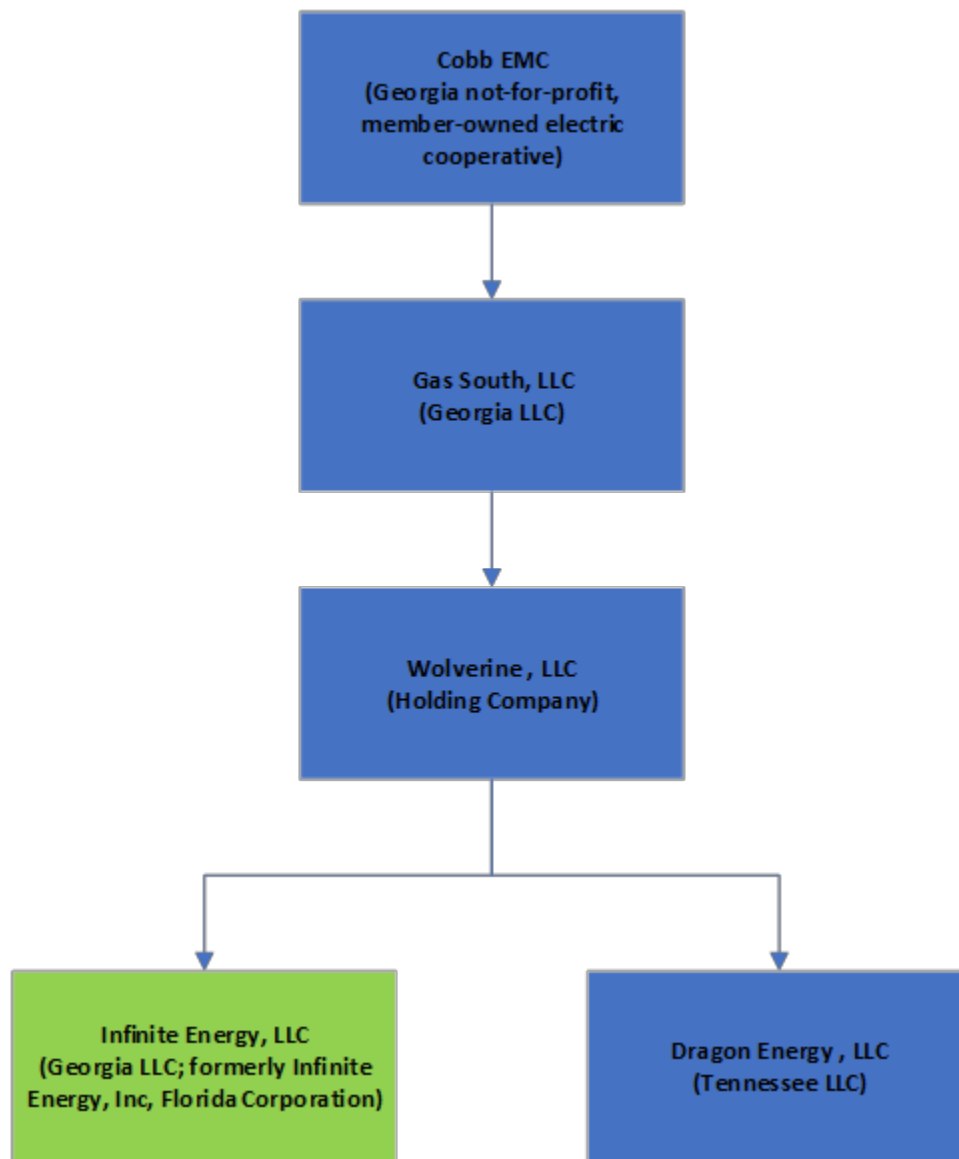 Cobb EMC
(Georgia not-for-profit,
member-owned electric
cooperative)
Gas South, LLC
(Georgia LLC)
Wolverine , LLC
(Holding Company)
Infinite Energy, LLC
(Georgia LLC; formerly Infinite
Energy, Inc, Florida Corporation)
Dragon Energy , LLC
(Tennessee LLC)